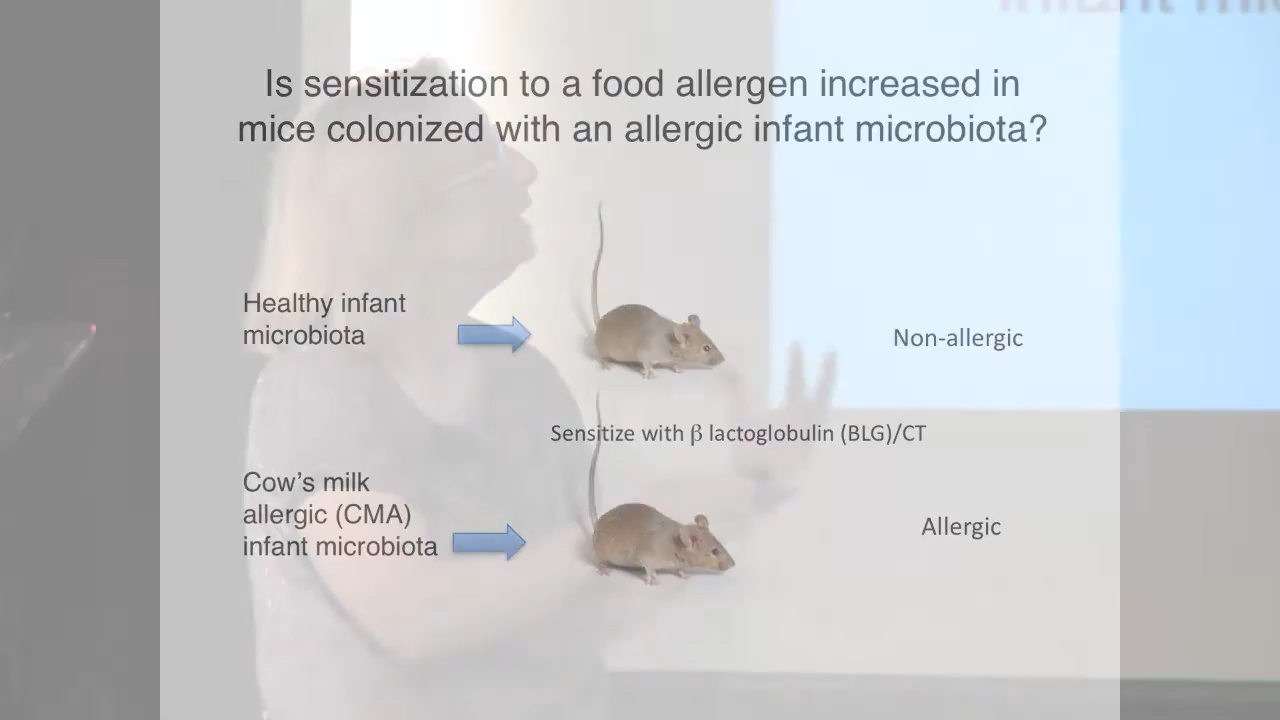 Is sensitization to a food allergen increased in
mice colonized with an allergic infant microbiota?
Healthy infant
microbiota
Non-allergic
Sensitize with β lactoglobulin (BLG)/CT
Cow’s milk
allergic (CMA)
infant microbiota
Allergic